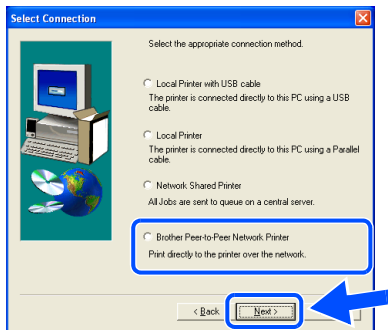 Select Connection
Select the appropriate connection method.
Local Printer with USB cable
The printer is connected directly to this PC using a USB
cable.
Local Printer
The printer is connected directly to this PC using a Parallel
cable.
Network Shared Printer
All Jobs are sent to queue on a central server.
Brother Peer-to-Peer Network Printer
Print directly to the printer over the network.
< Back Next >